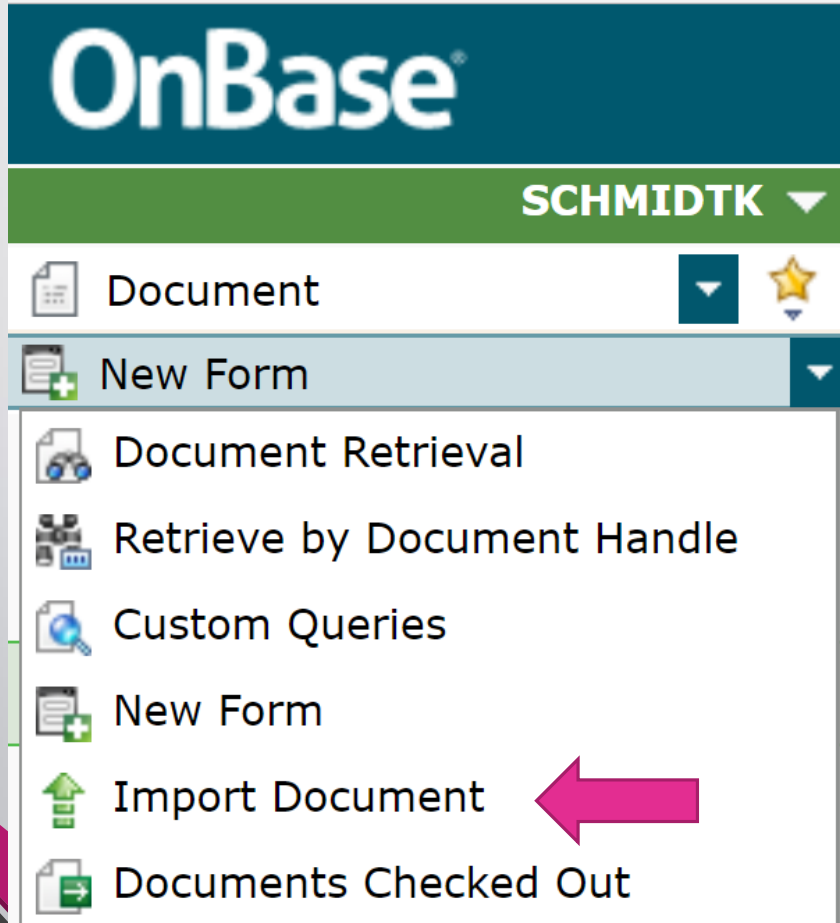 OnBase®
SCHMIDTK
Document
New Form
Document Retrieval
Retrieve by Document Handle
Custom Queries
New Form
Import Document
Documents Checked Out